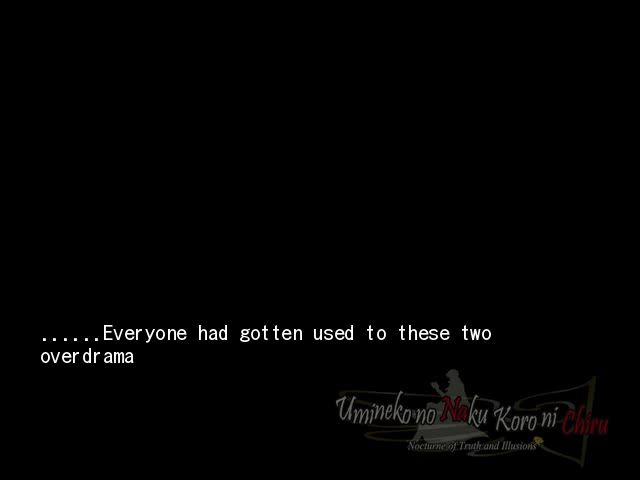 ......Everyone had gotten used to these two
overdrama
Umineko no Naku Koro ni Chiru
Nocturne of Truth and Illusions